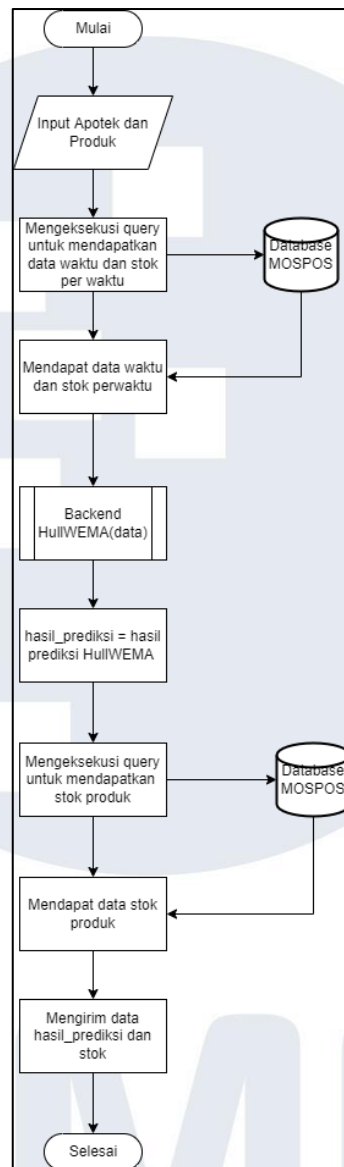 Mulai
Input Apotek dan
Produk
Mengeksekusi query
untuk mendapatkan
data waktu dan stok
per waktu
Database
MOSPOS
Mendapat data waktu
dan stok perwaktu
Backend
HullWEMA(data)
hasil_prediksi = hasil
prediksi HullWEMA
Mengeksekusi query
untuk mendapatkan
stok produk
Database
MOSPOS
Mendapat data stok
produk
Mengirim data
hasil_prediksi dan
stok
Selesai